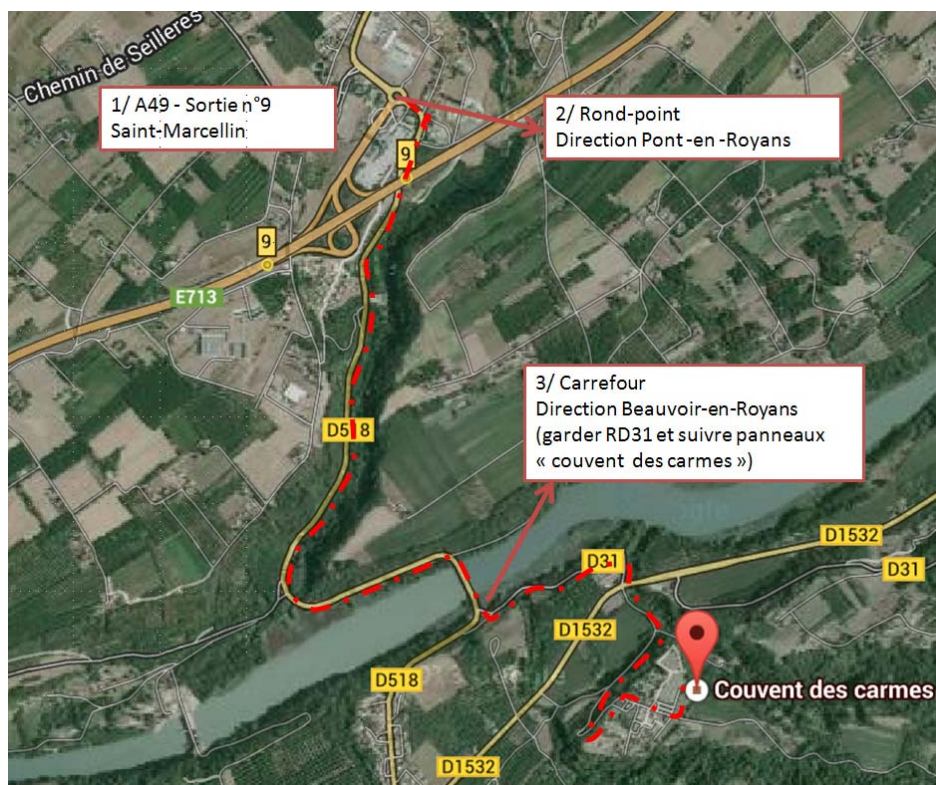 Chemin de Seilleres
1/ A49 - Sortie n°9
Saint-Marcellin
2/ Rond-point
Direction Pont -en -Royans
9
9
E713
3/ Carrefour
Direction Beauvoir-en-Royans
(garder RD31 et suivre panneaux
« couvent des carmes »)
D518
D1532
D31
D31
D1532
D518
Couvent des carmes
D1532